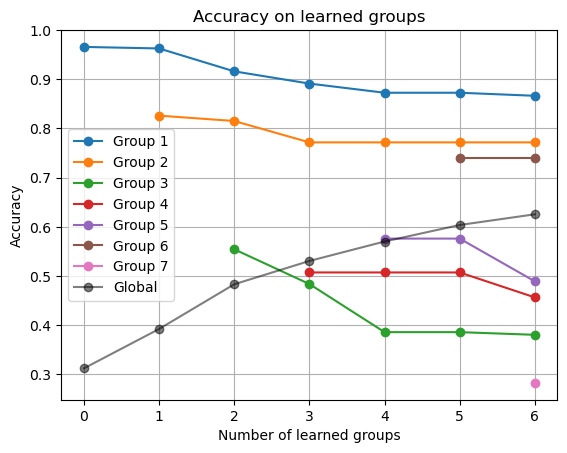 Accuracy on learned groups
1.0
0.9
0.8
0.7
0.6
0.5
0.4
0.3
Accuracy
Group 1
Group 2
Group 3
Group 4
Group 5
Group 6
Group 7
Global
0 1 2 3 4 5 6
Number of learned groups